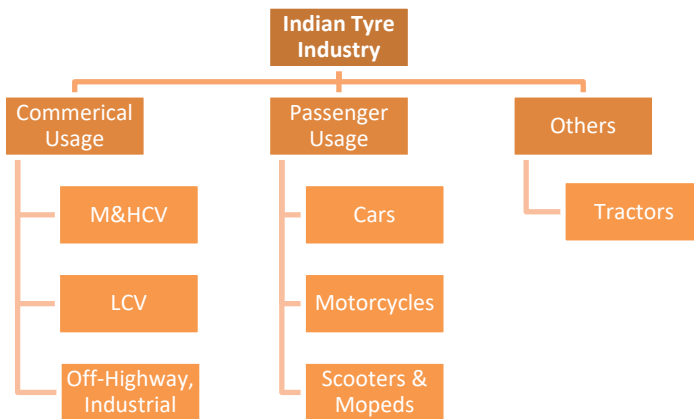 Indian Tyre
Industry
Commerical
Usage
Passenger
Usage
Others
M&HCV
Cars
Tractors
LCV
Motorcycles
Off-Highway,
Industrial
Scooters &
Mopeds